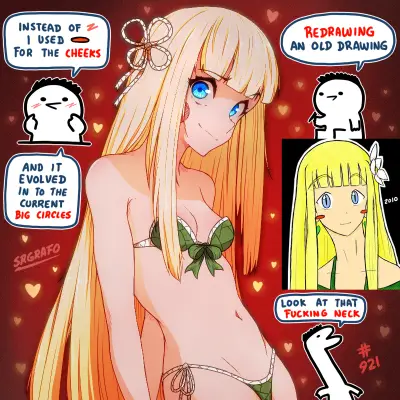 INSTEAD OF Z
I USED
FOR THE CHEEKS
REDRAWING
AN OLD DRAWING
AND IT
EVOLVED
IN TO THE
CURRENT
BIG CIRCLES
2010
SRGRAFO
LOOK AT THAT
FUCKING NECK
#
921